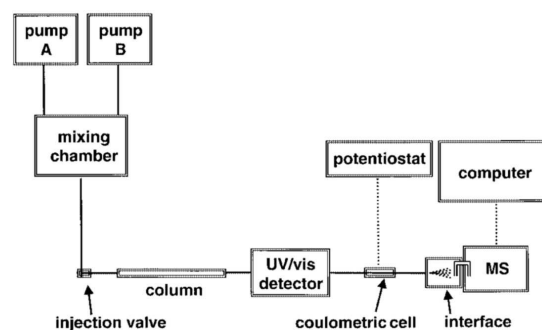 pump
A
pump
B
mixing
chamber
potentiostat
computer
UV/vis
detector
MS
column
injection valve
coulometric cell
interface